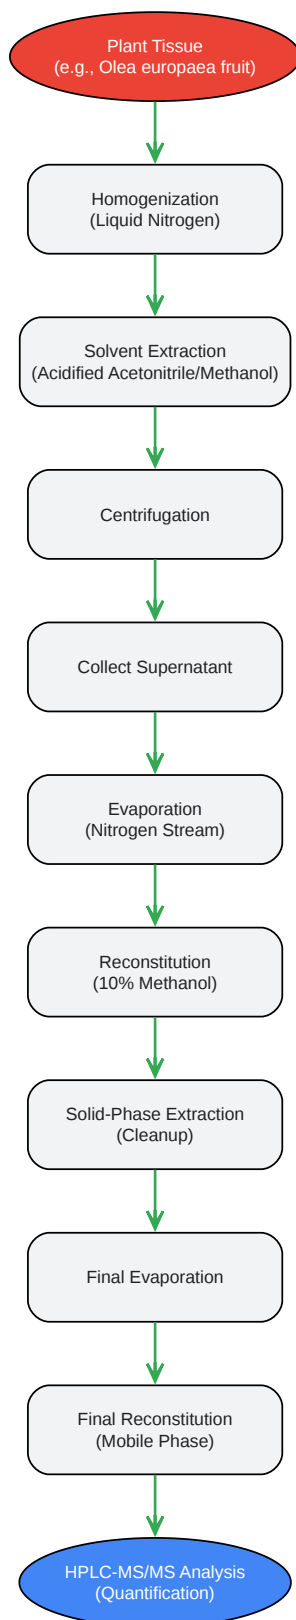 Plant Tissue
(e.g., Olea europaea fruit)
Homogenization
(Liquid Nitrogen)
Solvent Extraction
(Acidified Acetonitrile/Methanol)
Centrifugation
Collect Supernatant
Evaporation
(Nitrogen Stream)
Reconstitution
(10% Methanol)
Solid-Phase Extraction
(Cleanup)
Final Evaporation
Final Reconstitution
(Mobile Phase)
HPLC-MS/MS Analysis
(Quantification)